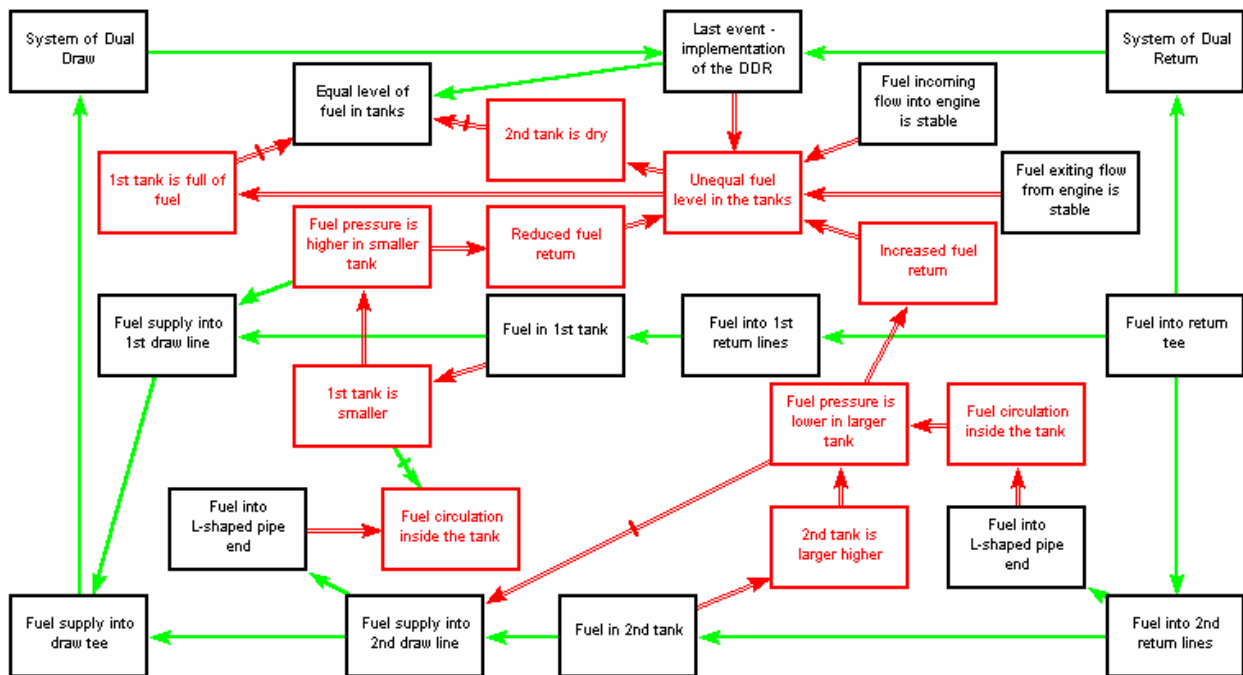 System of Dual
Draw
Last event -
implementation
of the DDR
System of Dual
Return
Equal level of
fuel in tanks
Fuel incoming
flow into engine
is stable
2nd tank is dry
1st tank is full of
fuel
Unequal fuel
level in the tanks
Fuel exiting flow
from engine is
stable
Fuel pressure is
higher in smaller
tank
Reduced fuel
return
Increased fuel
return
Fuel supply into
1st draw line
Fuel in 1st tank
Fuel into 1st
return lines
Fuel into return
tee
1st tank is
smaller
Fuel pressure is
lower in larger
tank
Fuel circulation
inside the tank
Fuel into
L-shaped pipe
end
Fuel circulation
inside the tank
2nd tank is
larger higher
Fuel into
L-shaped pipe
end
Fuel supply into
draw tee
Fuel supply into
2nd draw line
Fuel in 2nd tank
Fuel into 2nd
return lines